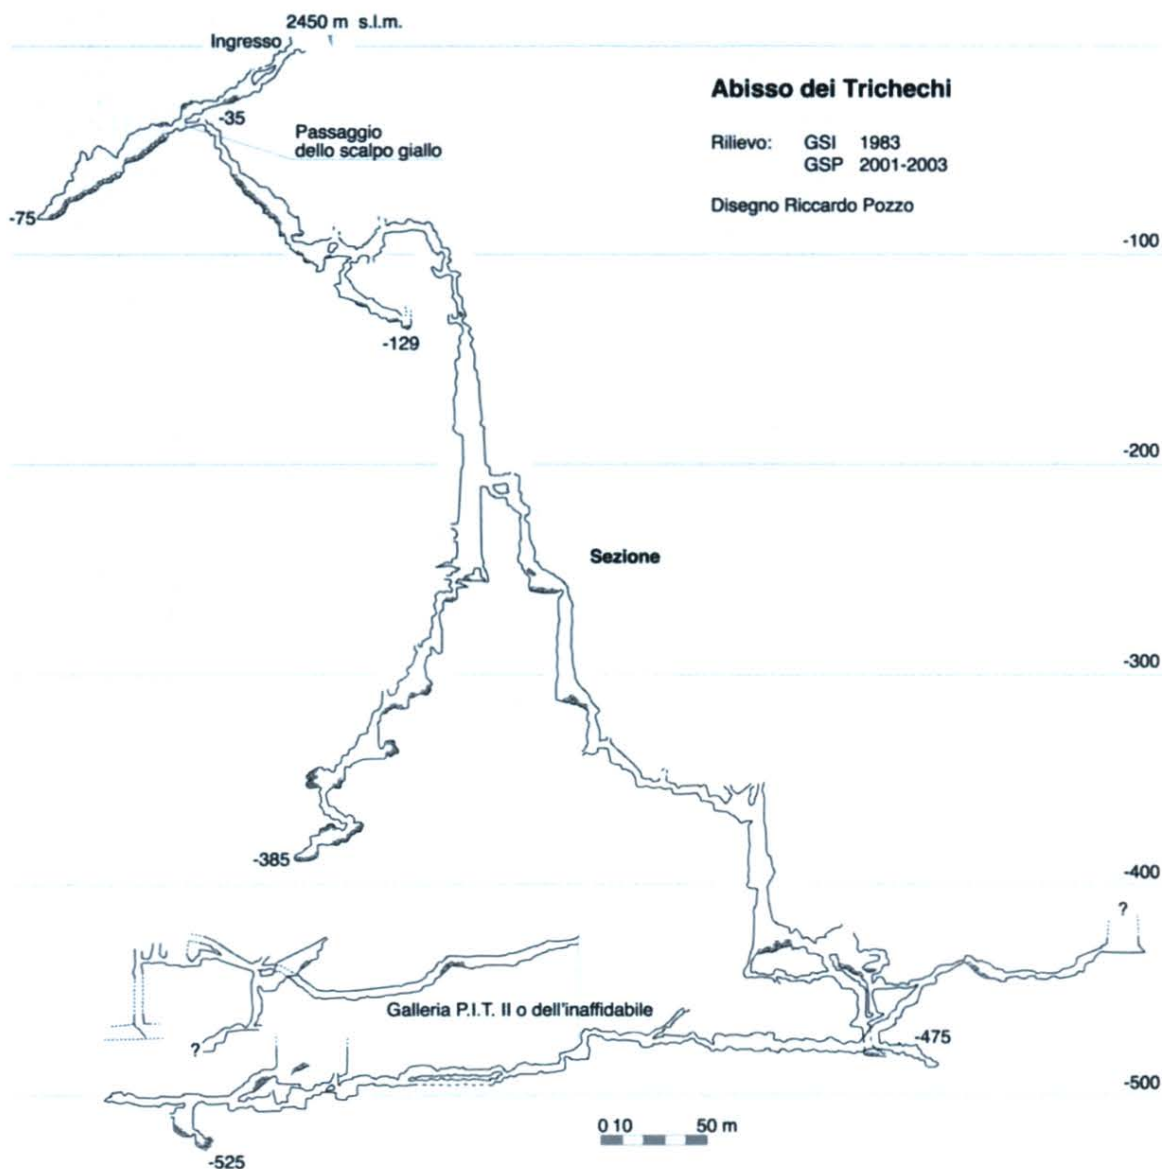 2450 m s.l.m.
Ingresso
Abisso dei Trichechi
-35
Passaggio
dello scalpo giallo
Rilievo: GSI 1983
GSP 2001-2003
Disegno Riccardo Pozzo
-75
-100
-129
-200
Sezione
-300
-385
-400
?
Galleria P.I.T. II o dell'inaffidabile
-475
?
-500
0 10 50 m
-525